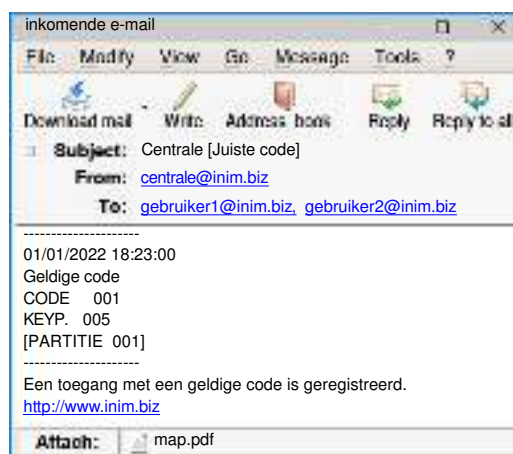 inkomende e-mail
File Modify View Go Message Tools ?
Download mail Write Address book Reply Reply to all
Subject: Centrale [Juiste code]
From: centrale@inim.biz
To: gebruiker1@inim.biz, gebruiker2@inim.biz
---------------------
01/01/2022 18:23:00
Geldige code
CODE 001
KEYP. 005
[PARTITIE 001]
---------------------
Een toegang met een geldige code is geregistreerd.
http://www.inim.biz
Attach: map.pdf